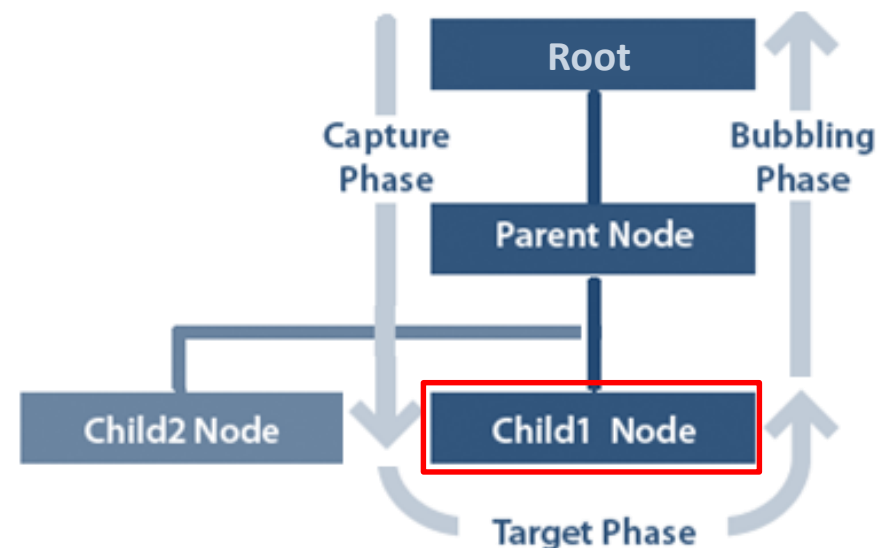 Root
Capture
Phase
Bubbling
Phase
Parent Node
Child2 Node
Child1 Node
Target Phase